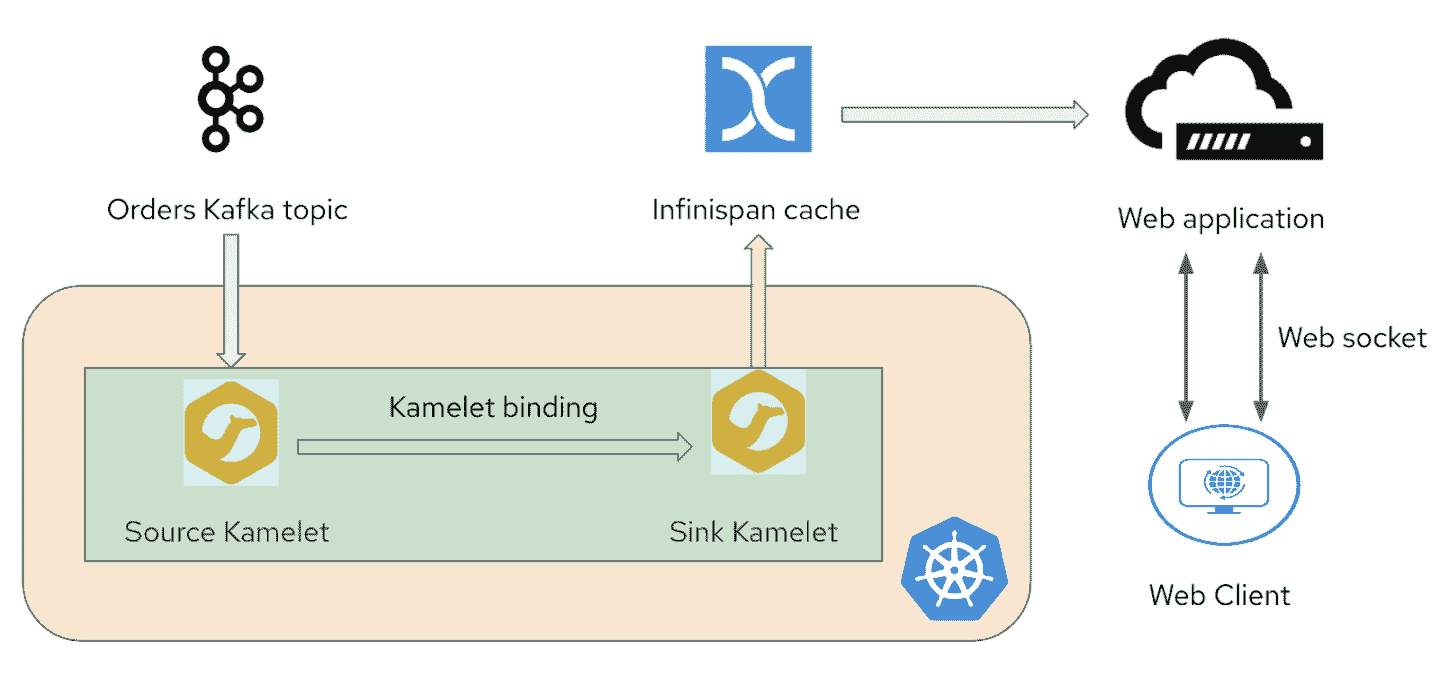 Orders Kafka topic
Infinispan cache
Web application
Web socket
Kamelet binding
Source Kamelet
Sink Kamelet
Web Client